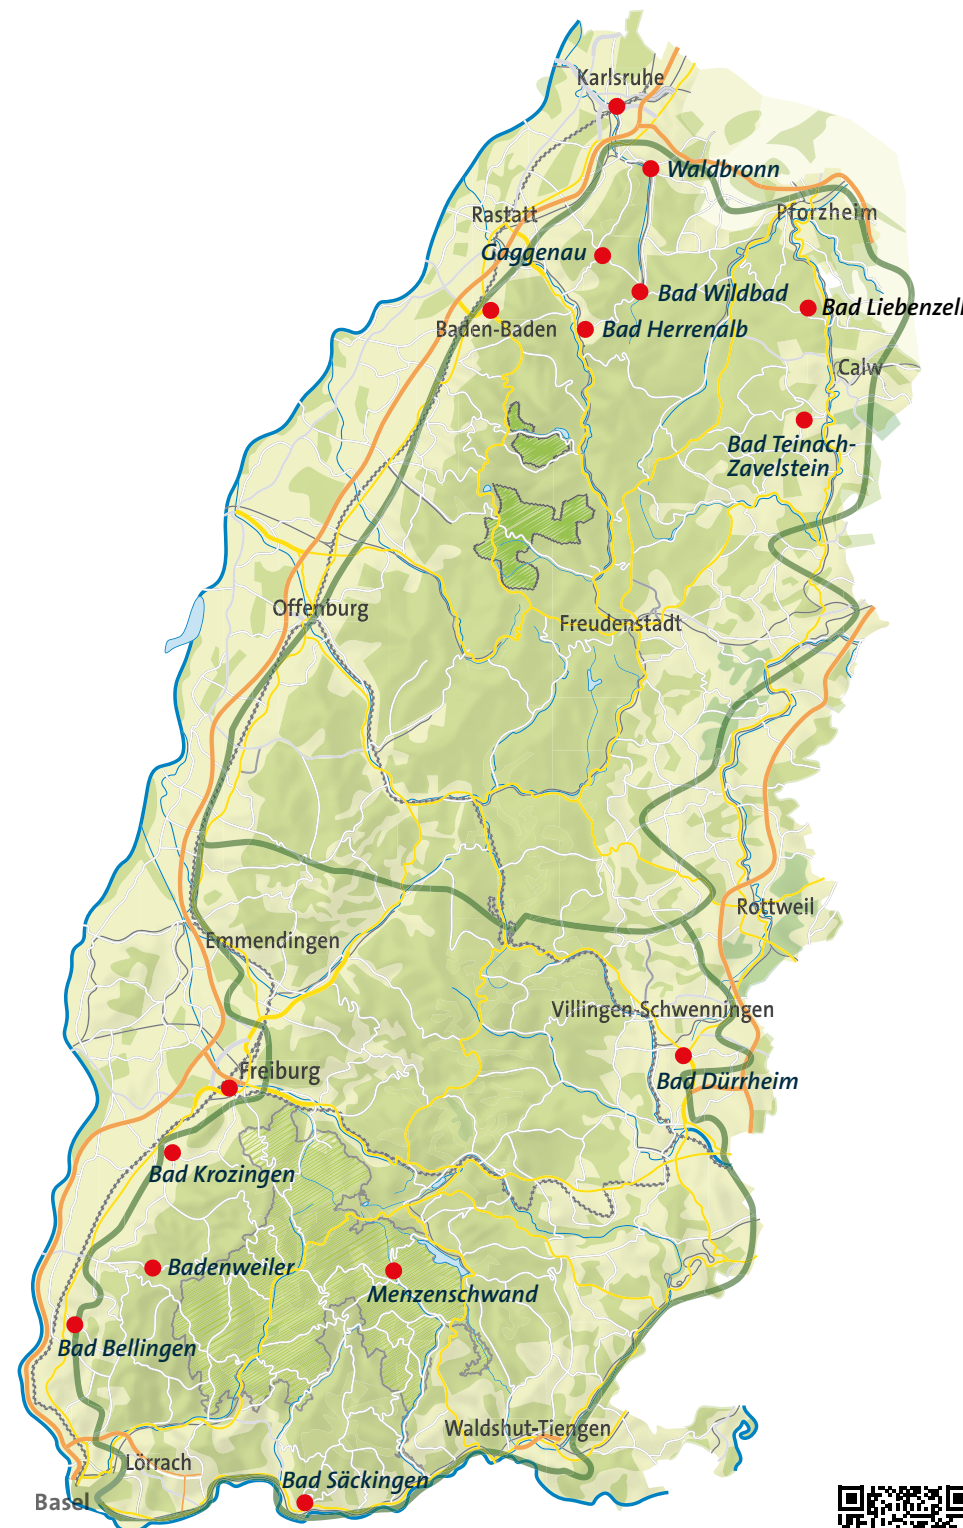 Karlsruhe
Waldbronn
Rastatt
Pforzheim
Gaggenau
Bad Wildbad
Bad Liebenzell
Baden-Baden
Bad Herrenalb
Calw
Bad Teinach-
Zavelstein
Offenburg
Freudenstadt
Rottweil
Emmendingen
Villingen-Schwenningen
Freiburg
Bad Dürrheim
Bad Krozingen
Badenweiler
Menzenschwand
Bad Bellingen
Waldshut-Tiengen
Lörrach
Bad Säckingen
Basel